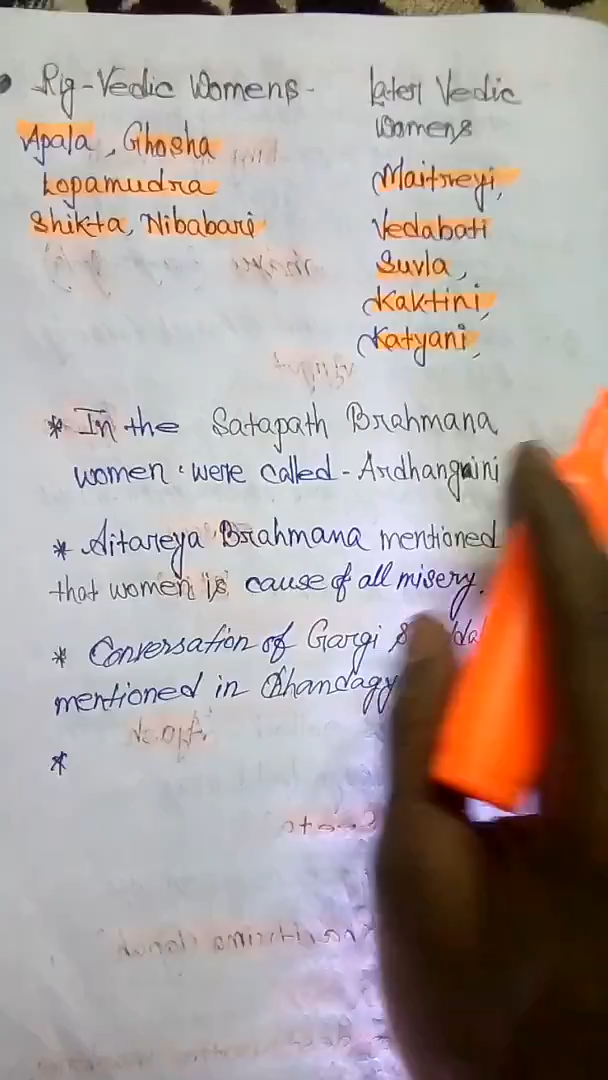 Rig-Vedic Womens-
Apala, Ghosha
Lopamudra
Shikta, Nibabari
Later Vedic
Womens
Maitreyi,
Vedabati
Suvla,
Kaktini,
Katyani,
* In the Satapath Brahmana
women were called - Ardhangnini
* Aitareya Brahmana mentioned
that women is cause of all misery.
* Conversation of Gargi &
mentioned in Chandagy
*